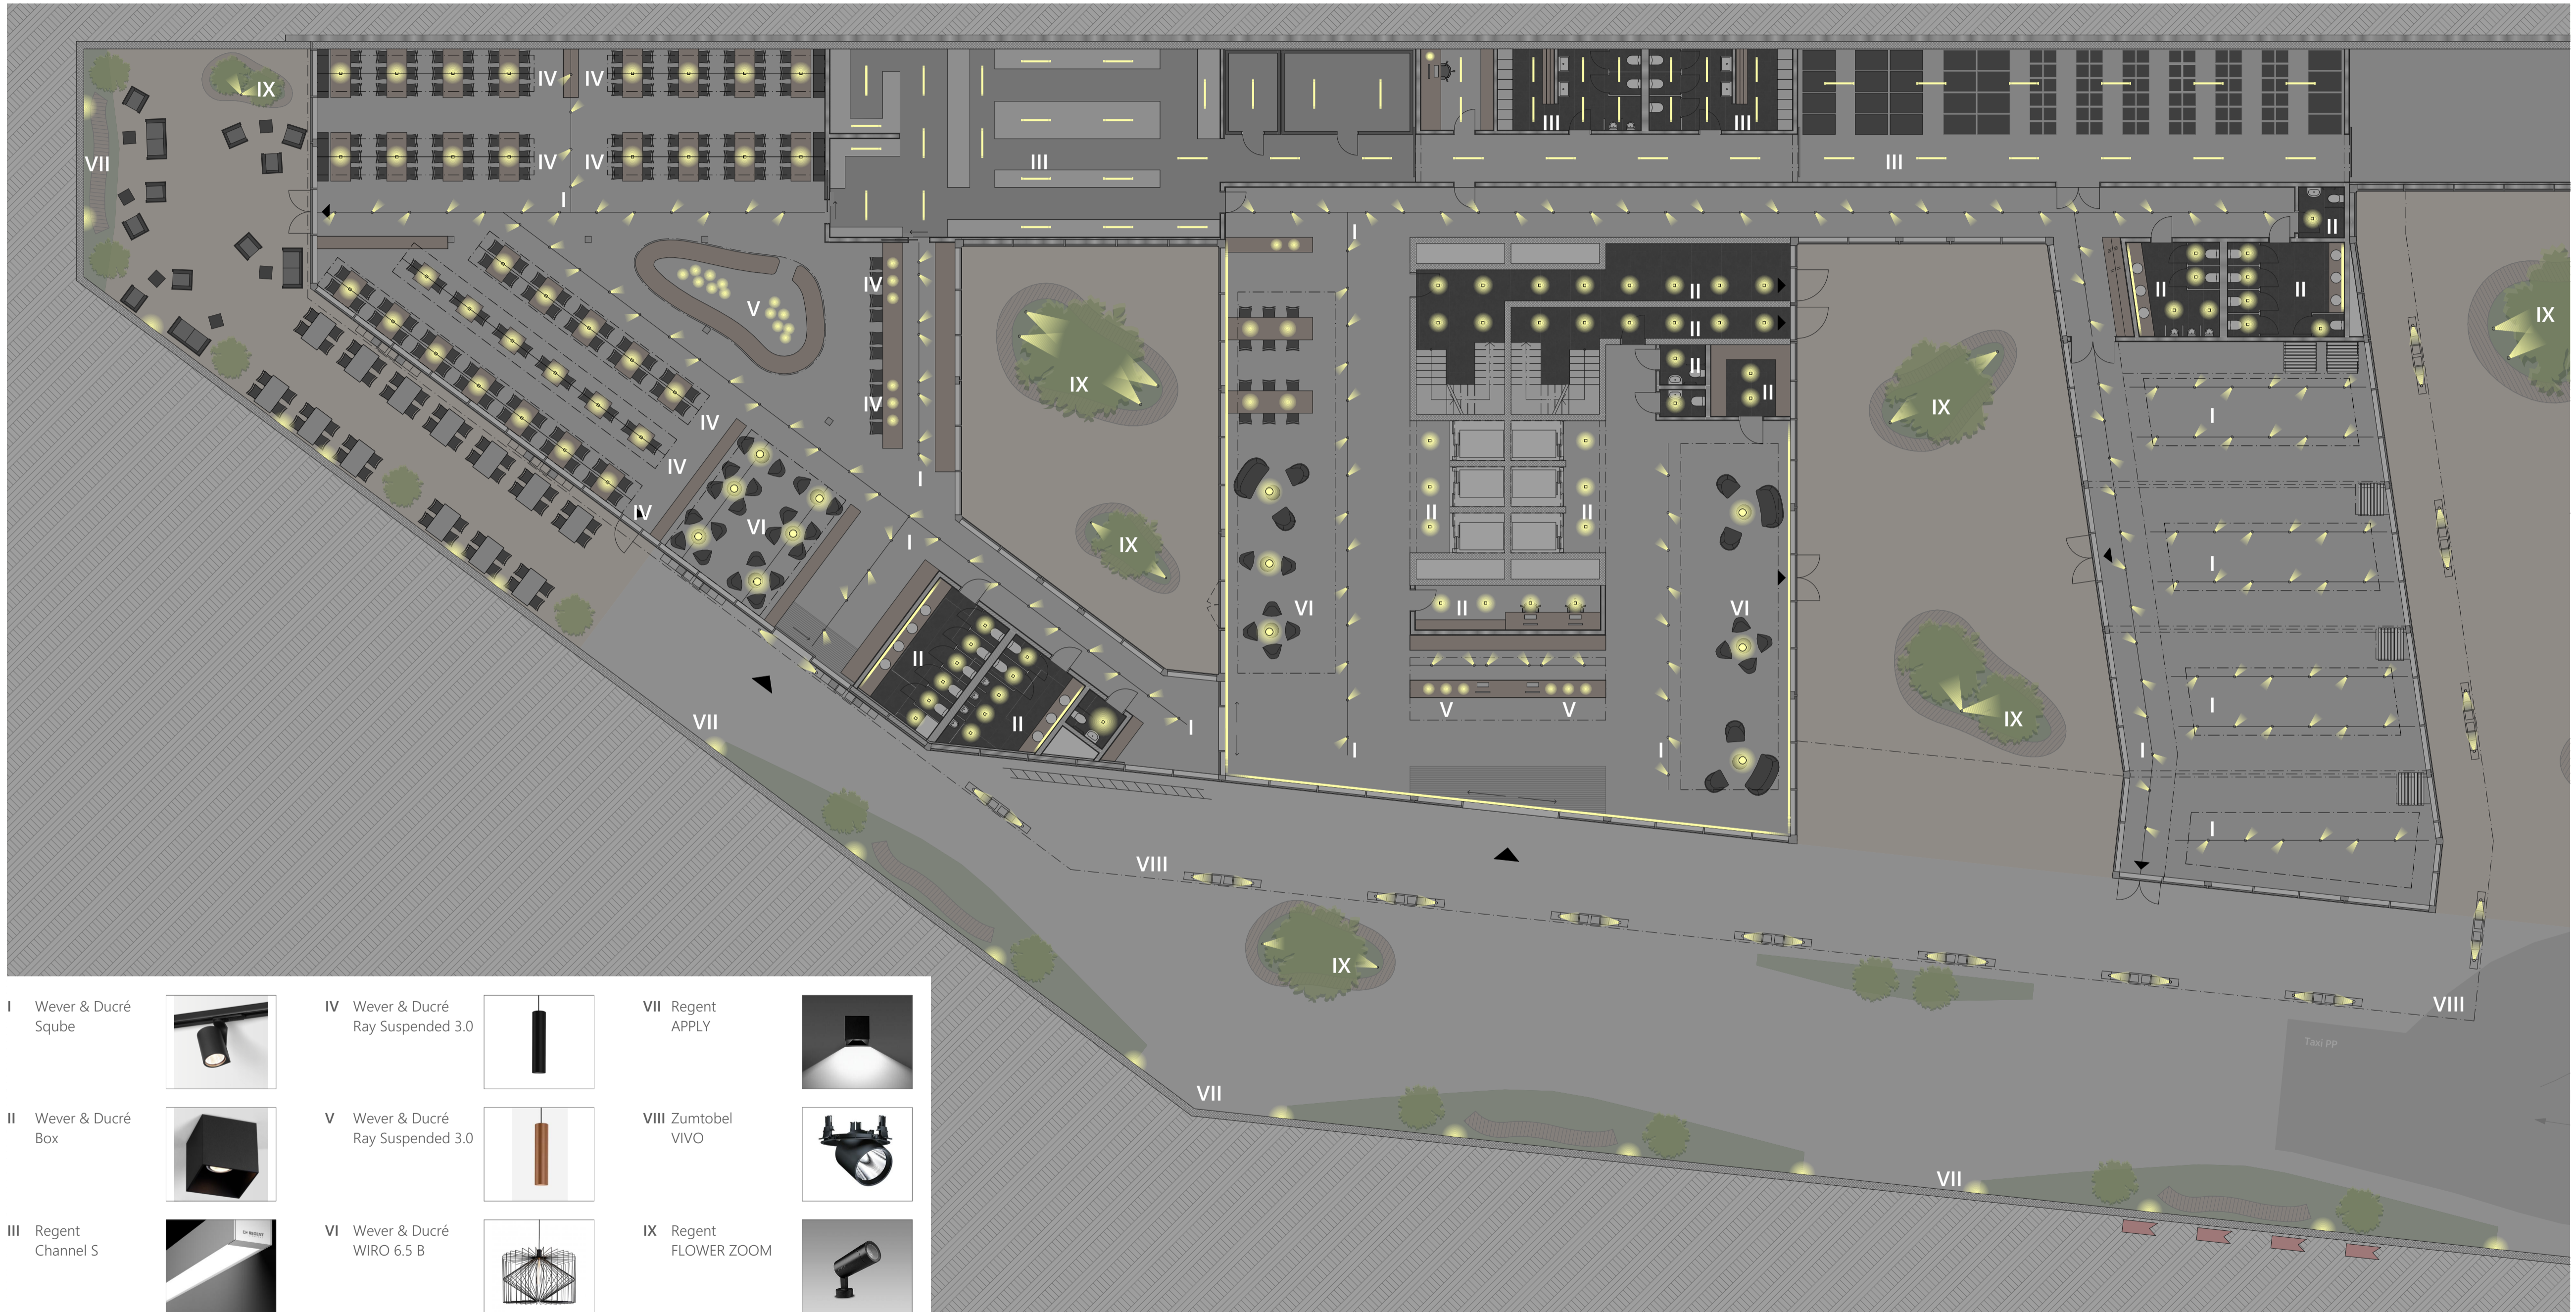 IX
VII
IV IV
IV IV
I
III
III
III
III
I
II
II
II
IX
IV
V
IV
IX
IX
II
II
II
II
IX
I
IV
IV
IV
VI
I
I
IX
II
II
I
VI
II
VI
II
II
I
V
V
I
I
IX
I
I
I
I
VII
VIII
IX
VIII
Taxi PP
VII
VII
I Wever & Ducré
Sqube
IV Wever & Ducré
Ray Suspended 3.0
VII Regent
APPLY
II Wever & Ducré
Box
V Wever & Ducré
Ray Suspended 3.0
VIII Zumtobel
VIVO
III Regent
Channel S
VI Wever & Ducré
WIRO 6.5 B
IX Regent
FLOWER ZOOM